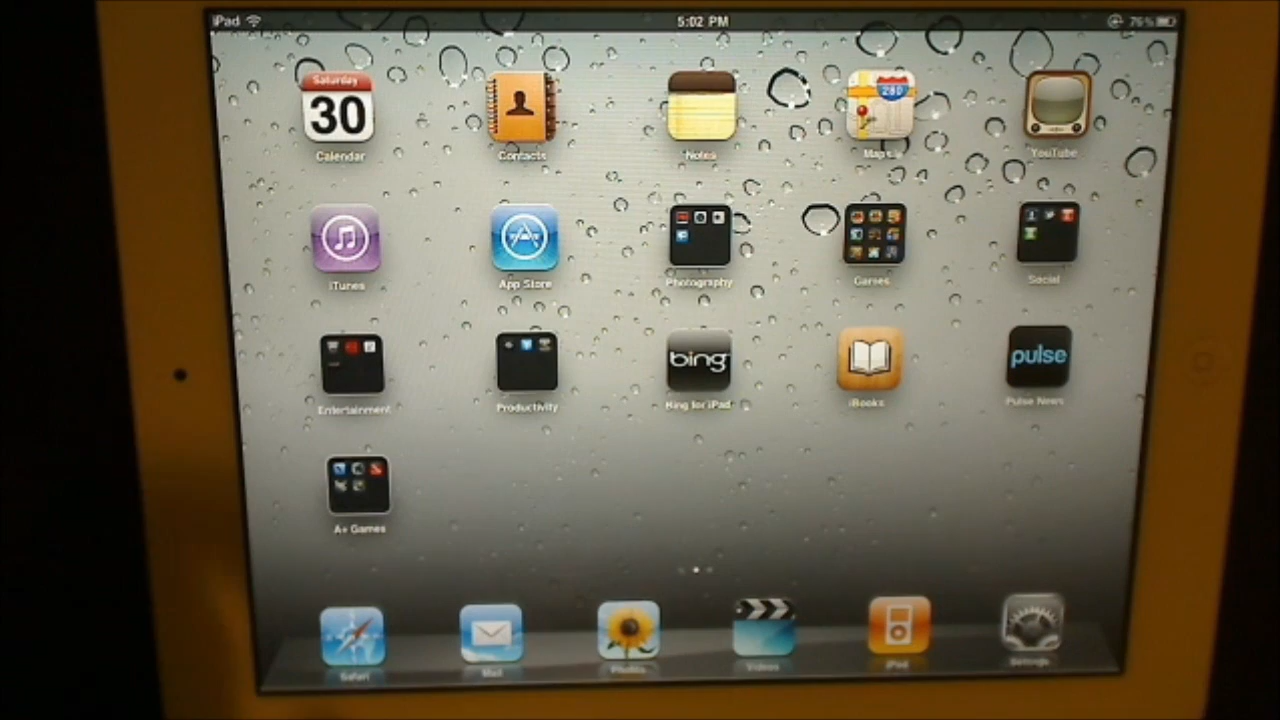 iPad 5:02 PM 76%
Saturday
30 280
Calendar Contacts Notes Maps YouTube
iTunes App Store Photography Games Social
bing pulse
Entertainment Productivity Bing for iPad iBooks Pulse News
A+ Games
Safari Mail Photos Videos iPod Settings